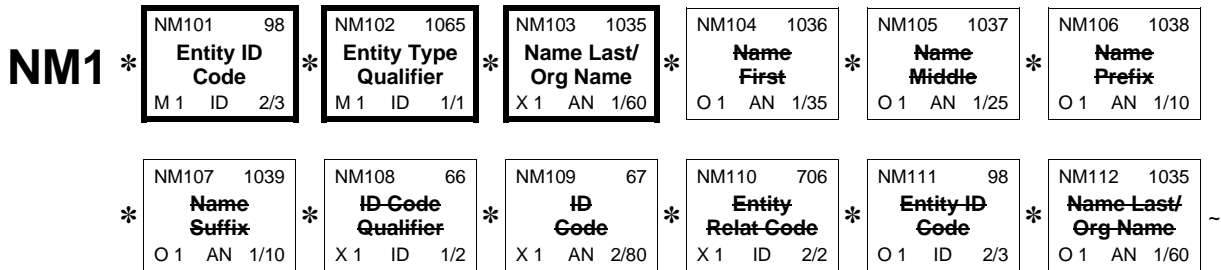 NM101 98 NM102 1065 NM103 1035 NM104 1036 NM105 1037 NM106 1038
NM1 * Entity ID Code * Entity Type Qualifier * Name Last/ Org Name * Name First * Name Middle * Name Prefix
M 1 ID 2/3 M 1 ID 1/1 X 1 AN 1/60 O 1 AN 1/35 O 1 AN 1/25 O 1 AN 1/10
NM107 1039 NM108 66 NM109 67 NM110 706 NM111 98 NM112 1035
* Name Suffix * ID Code Qualifier * ID Code * Entity Relat Code * Entity ID Code * Name Last/ Org Name ~
O 1 AN 1/10 X 1 ID 1/2 X 1 AN 2/80 X 1 ID 2/2 O 1 ID 2/3 O 1 AN 1/60